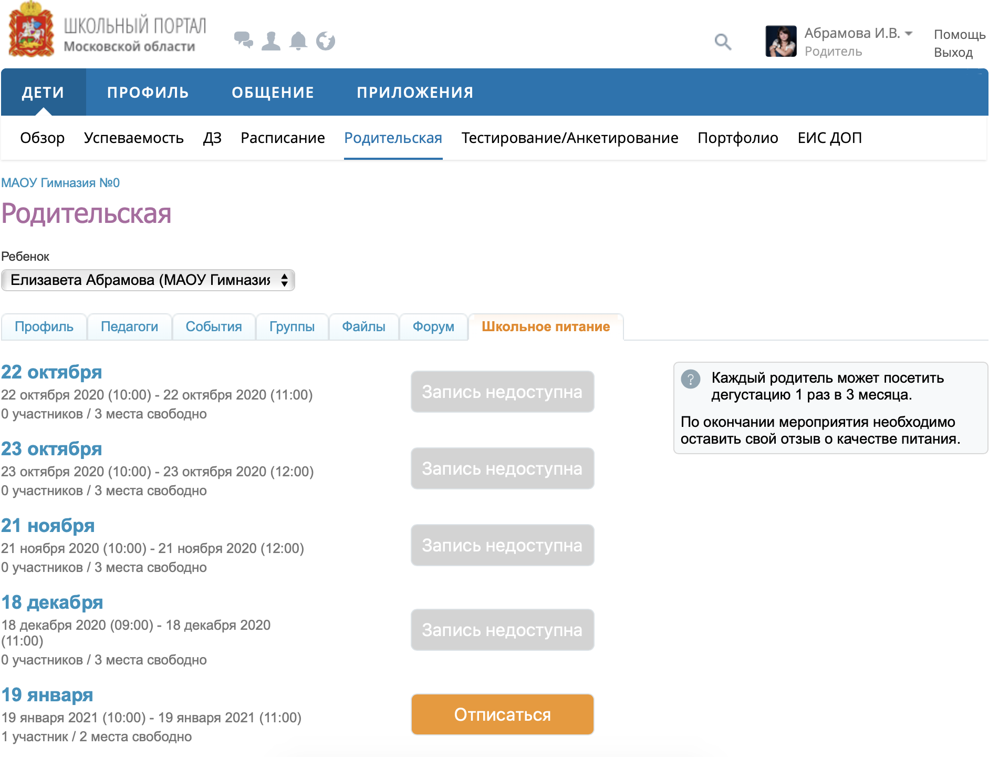 ШКОЛЬНЫЙ ПОРТАЛ
Московской области
Абрамова И.В.
Родитель
Помощь
Выход
ДЕТИ ПРОФИЛЬ ОБЩЕНИЕ ПРИЛОЖЕНИЯ
Обзор Успеваемость ДЗ Расписание Родительская Тестирование/Анкетирование Портфолио ЕИС ДОП
МАОУ Гимназия №0
Родительская
Ребенок
Елизавета Абрамова (МАОУ Гимназия
Профиль Педагоги События Группы Файлы Форум Школьное питание
22 октября
22 октября 2020 (10:00) - 22 октября 2020 (11:00)
0 участников / 3 места свободно
Запись недоступна
23 октября
23 октября 2020 (10:00) - 23 октября 2020 (12:00)
0 участников / 3 места свободно
Запись недоступна
21 ноября
21 ноября 2020 (10:00) - 21 ноября 2020 (12:00)
0 участников / 3 места свободно
Запись недоступна
18 декабря
18 декабря 2020 (09:00) - 18 декабря 2020
(11:00)
0 участников / 3 места свободно
Запись недоступна
19 января
19 января 2021 (10:00) - 19 января 2021 (11:00)
1 участник / 2 места свободно
Отписаться
? Каждый родитель может посетить
дегустацию 1 раз в 3 месяца.
По окончании мероприятия необходимо
оставить свой отзыв о качестве питания.